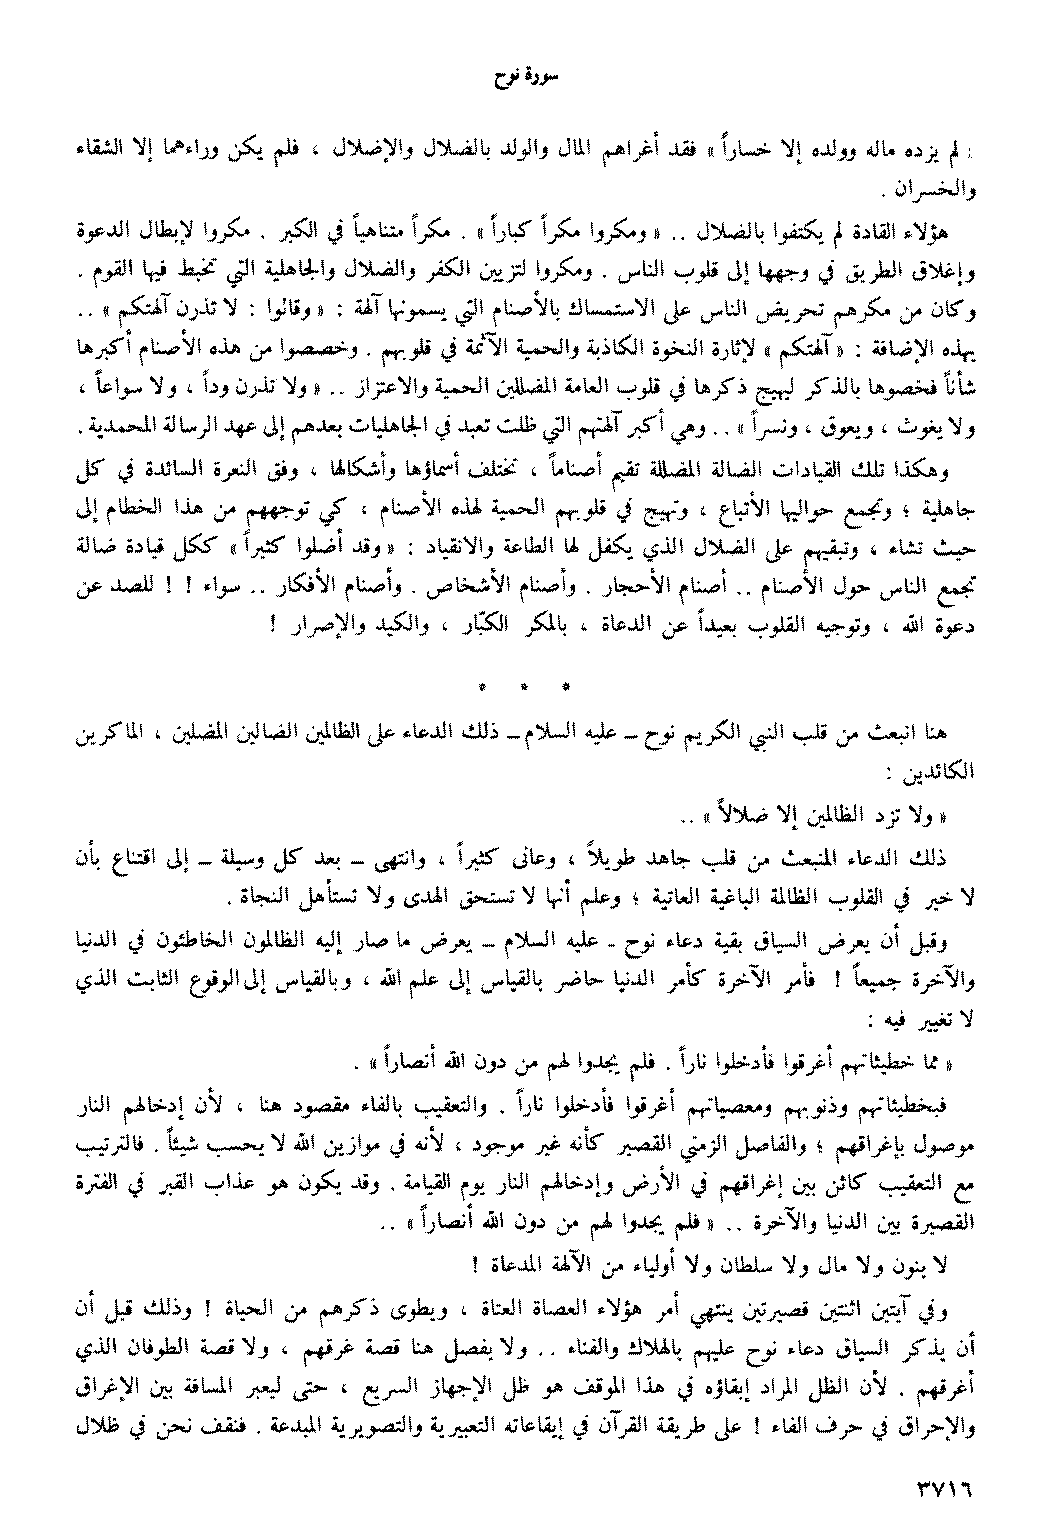 سورة نوح
: لم يزده ماله وولده إلا خساراً » فقد أغراهم المال والولد بالضلال والإضلال ، فلم يكن وراءهما إلا الشقاء
والخسران .
هؤلاء القادة لم يكتفوا بالضلال .. « ومكروا مكراً كباراً » . مكراً متناهياً في الكبر . مكروا لإبطال الدعوة
وإغلاق الطريق في وجهها إلى قلوب الناس . ومكروا لتزيين الكفر والضلال والجاهلية التي تخبط فيها القوم .
وكان من مكرهم تحريض الناس على الاستمساك بالأصنام التي يسمونها آلهة : « وقالوا : لا تذرن آلهتكم » ..
بهذه الإضافة : « آلهتكم » لإثارة النخوة الكاذبة والحمية الآثمة في قلوبهم . وخصصوا من هذه الأصنام أكبرها
شأناً فخصوها بالذكر ليهيج ذكرها في قلوب العامة المضللين الحمية والاعتزاز .. « ولا تذرن وداً ، ولا سواعاً ،
ولا يغوث ، ويعوق ، ونسراً » .. وهي أكبر آلهتهم التي ظلت تعبد في الجاهليات بعدهم إلى عهد الرسالة المحمدية .
وهكذا تلك القيادات الضالة المضللة تقيم أصناماً ، تختلف أسماؤها وأشكالها ، وفق النعرة السائدة في كل
جاهلية ؛ وتجمع حواليها الأتباع ، وتهيج في قلوبهم الحمية لهذه الأصنام ، كي توجههم من هذا الخطام إلى
حيث تشاء ، وتبقيهم على الضلال الذي يكفل لها الطاعة والانقياد : « وقد أضلوا كثيراً » ككل قيادة ضالة
تجمع الناس حول الأصنام .. أصنام الأحجار . وأصنام الأشخاص . وأصنام الأفكار .. سواء ! ! للصد عن
دعوة الله ، وتوجيه القلوب بعيداً عن الدعاة ، بالمكر الكبّار ، والكيد والإصرار !
* * *
هنا انبعث من قلب النبي الكريم نوح – عليه السلام – ذلك الدعاء على الظالمين الضالين المضلين ، الماكرين
الكائدين :
« ولا تزد الظالمين إلا ضلالاً » ..
ذلك الدعاء المنبعث من قلب جاهد طويلاً ، وعانى كثيراً ، وانتهى – بعد كل وسيلة – إلى اقتناع بأن
لا خير في القلوب الظالمة الباغية العاتية ؛ وعلم أنها لا تستحق الهدى ولا تستأهل النجاة .
وقبل أن يعرض السياق بقية دعاء نوح - عليه السلام – يعرض ما صار إليه الظالمون الخاطئون في الدنيا
والآخرة جميعاً ! فأمر الآخرة كأمر الدنيا حاضر بالقياس إلى علم الله ، وبالقياس إلى الوقوع الثابت الذي
لا تغيير فيه :
« مما خطيئاتهم أغرقوا فأدخلوا ناراً . فلم يجدوا لهم من دون الله أنصاراً » .
فبخطيئاتهم وذنوبهم ومعصياتهم أغرقوا فأدخلوا ناراً . والتعقيب بالفاء مقصود هنا ، لأن إدخالهم النار
موصول بإغراقهم ؛ والفاصل الزمني القصير كأنه غير موجود ، لأنه في موازين الله لا يحسب شيئاً . فالترتيب
مع التعقيب كائن بين إغراقهم في الأرض وإدخالهم النار يوم القيامة . وقد يكون هو عذاب القبر في الفترة
القصيرة بين الدنيا والآخرة .. « فلم يجدوا لهم من دون الله أنصاراً » ..
لا بنون ولا مال ولا سلطان ولا أولياء من الآلهة المدعاة !
وفي آيتين اثنتين قصيرتين ينتهي أمر هؤلاء العصاة العتاة ، ويطوى ذكرهم من الحياة ! وذلك قبل أن
أن يذكر السياق دعاء نوح عليهم بالهلاك والفناء .. ولا يفصل هنا قصة غرقهم ، ولا قصة الطوفان الذي
أغرقهم . لأن الظل المراد إبقاؤه في هذا الموقف هو ظل الإجهاز السريع ، حتى ليعبر المسافة بين الإغراق
والإحراق في حرف الفاء ! على طريقة القرآن في إيقاعاته التعبيرية والتصويرية المبدعة . فنقف نحن في ظلال
٣٧١٦